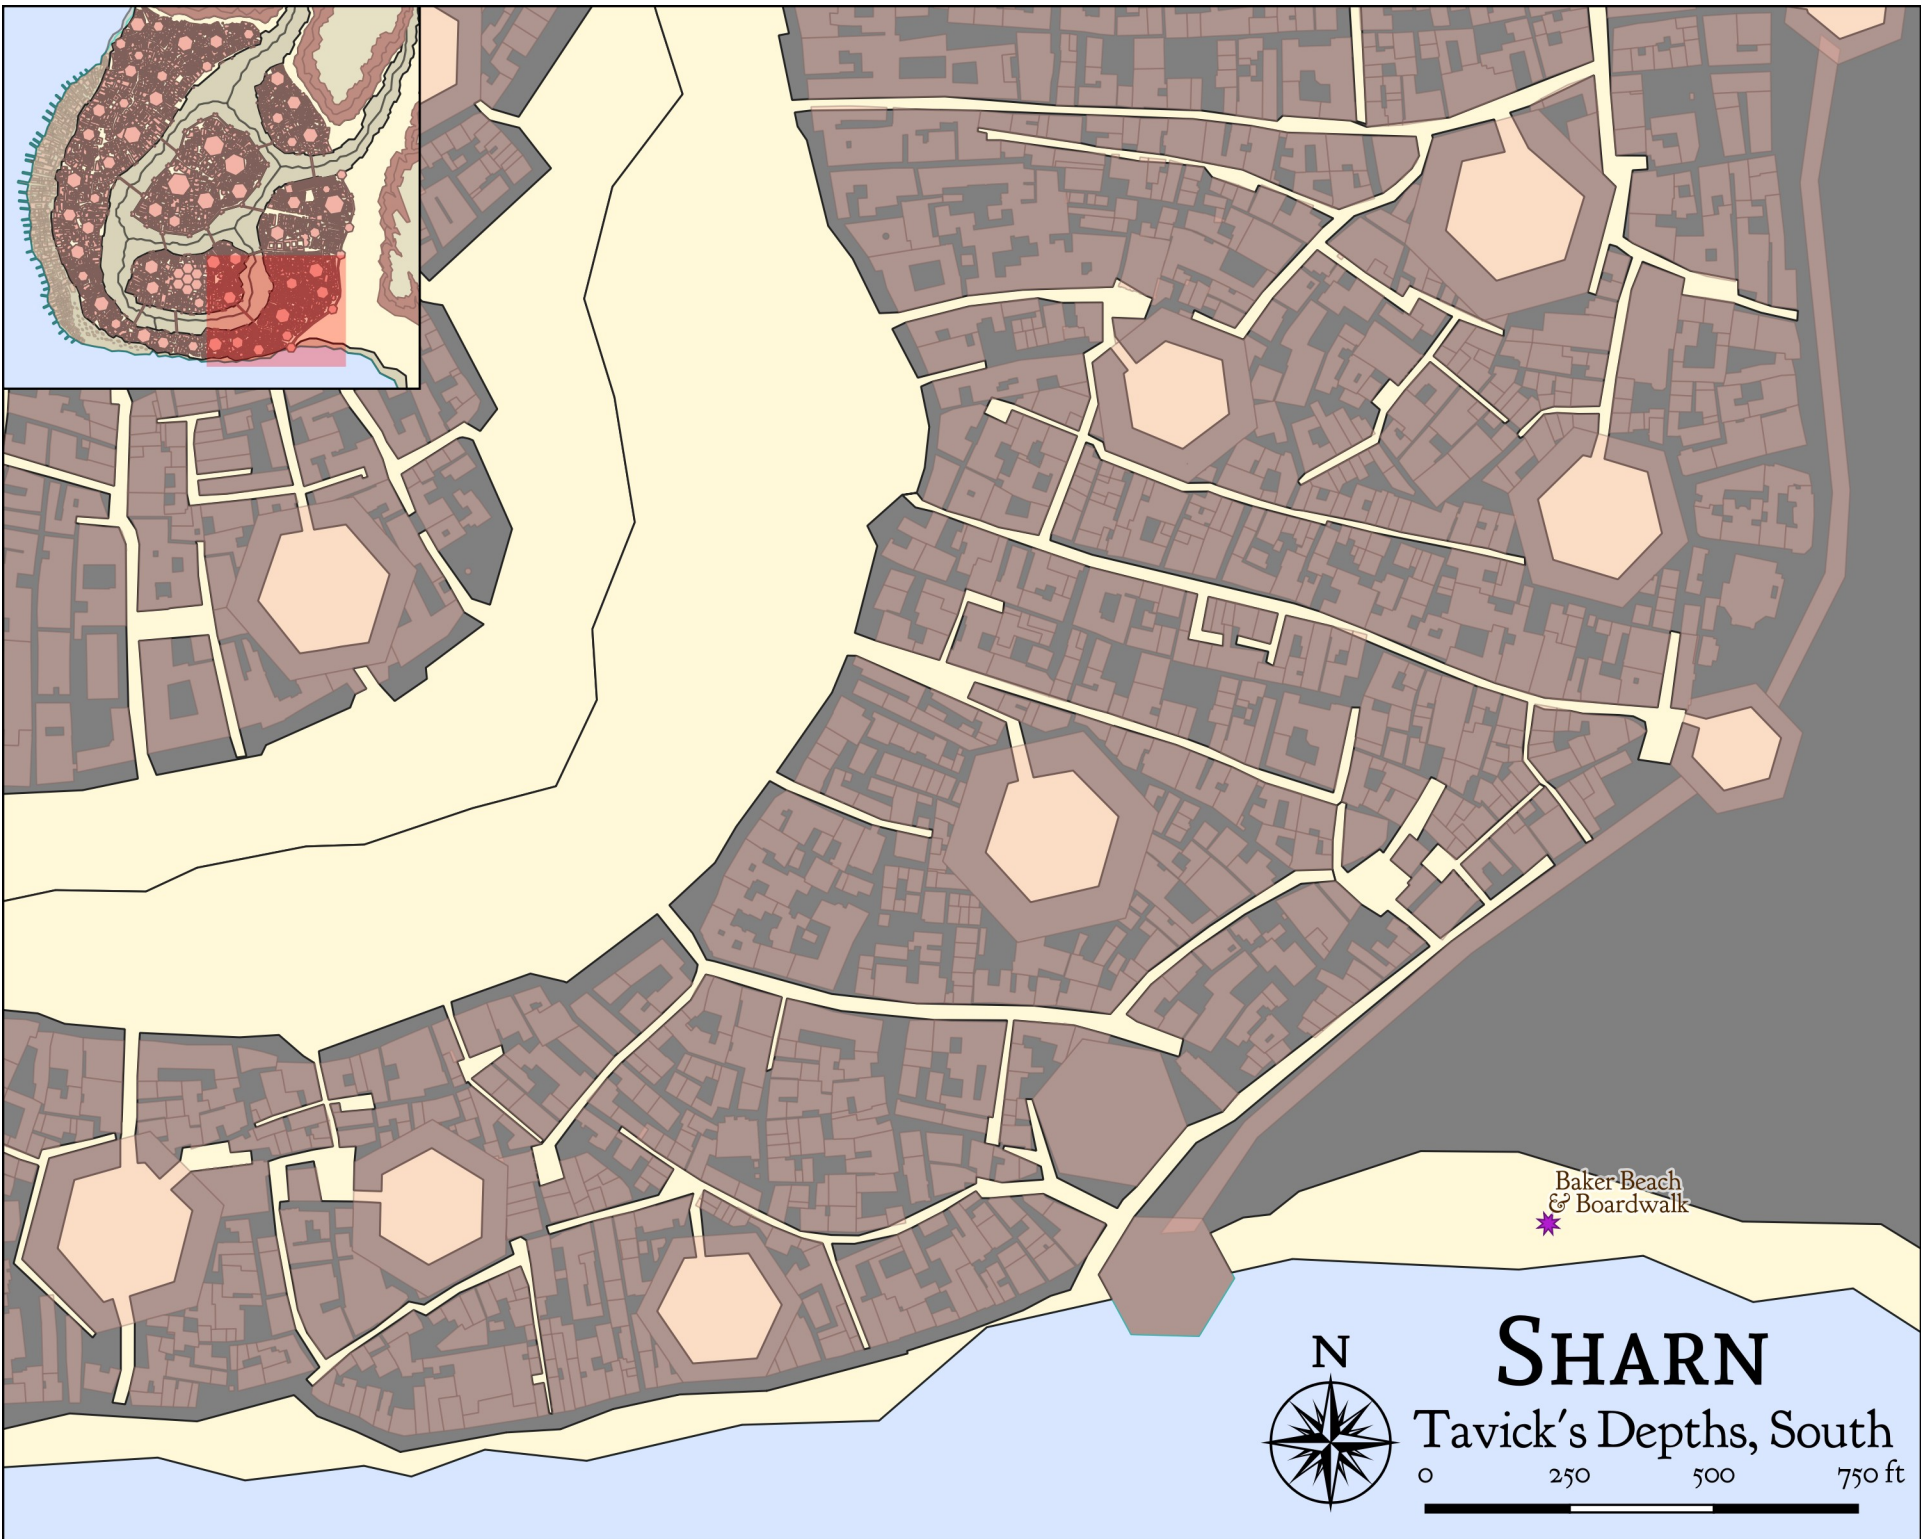 Baker Beach
& Boardwalk
N
SHARN
Tavick's Depths, South
0 250 500 750 ft